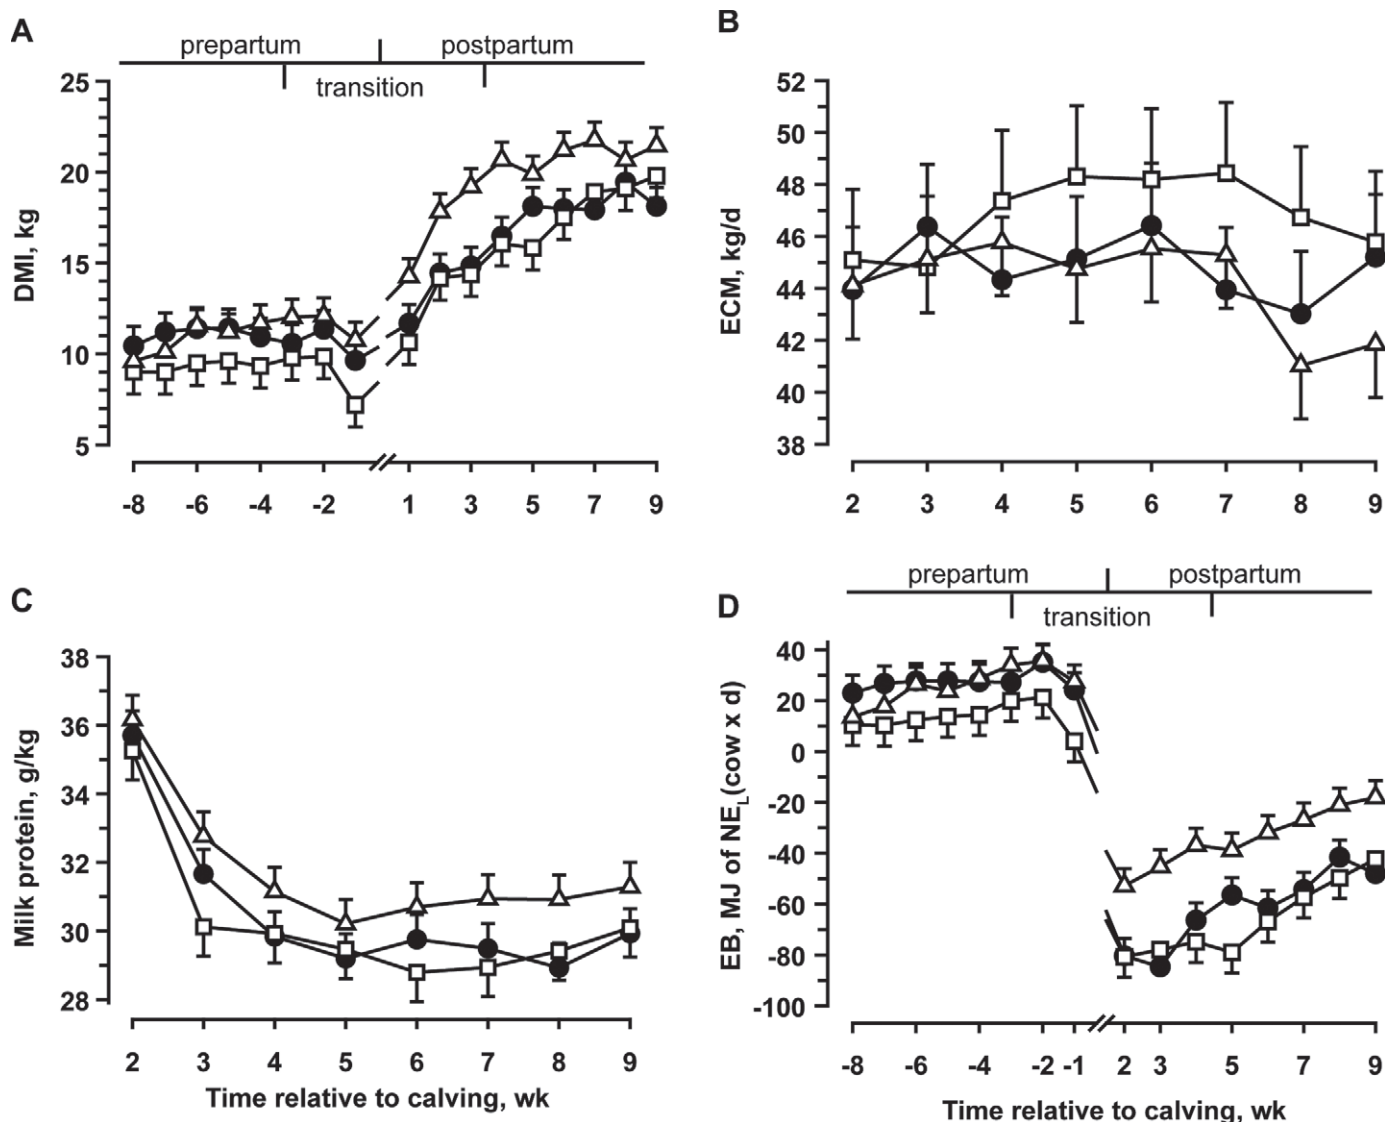 A
prepartum postpartum
transition
DMI, kg
25
20
15
10
5
-8 -6 -4 -2 1 3 5 7 9
B
ECM, kg/d
52
50
48
46
44
42
40
38
2 3 4 5 6 7 8 9
C
Milk protein, g/kg
38
36
34
32
30
28
2 3 4 5 6 7 8 9
Time relative to calving, wk
D
prepartum postpartum
transition
EB, MJ of NEL(cow x d)
40
20
0
-20
-40
-60
-80
-100
-8 -6 -4 -2 -1 2 3 5 7 9
Time relative to calving, wk